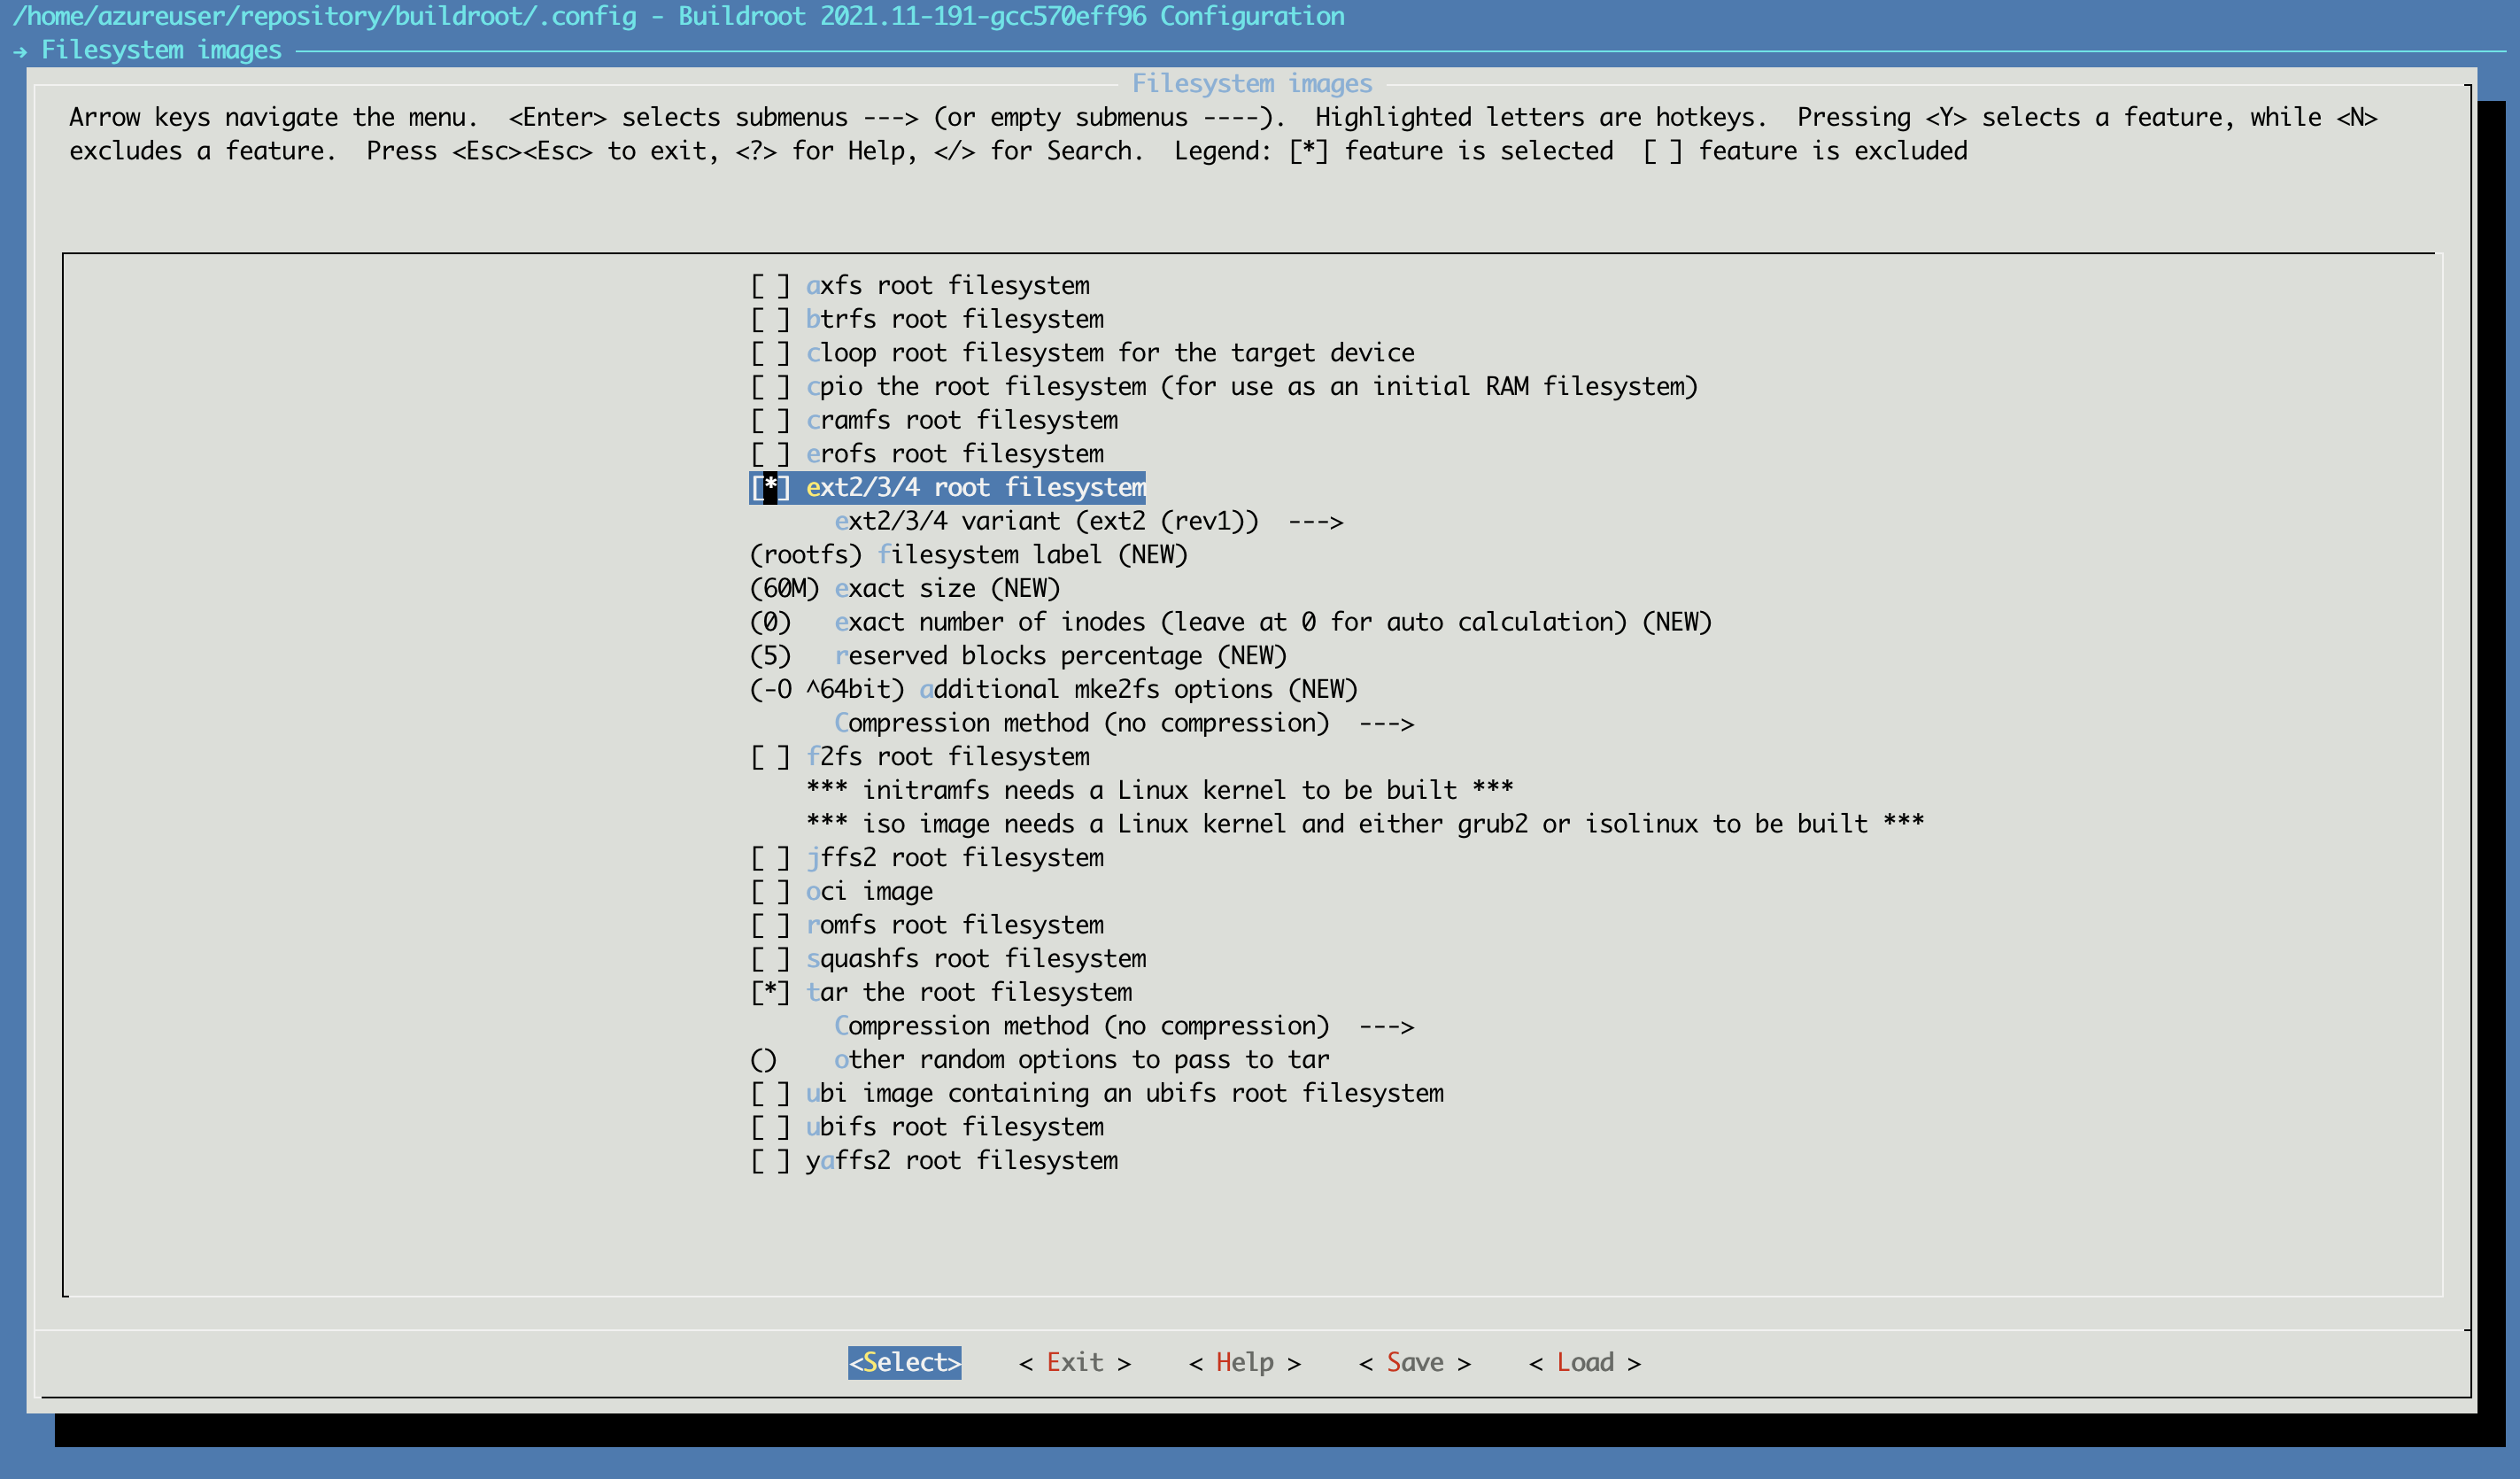 /home/azureuser/repository/buildroot/.config - Buildroot 2021.11-191-gcc570eff96 Configuration
→ Filesystem images
Filesystem images
Arrow keys navigate the menu.  <Enter> selects submenus ---> (or empty submenus ----).  Highlighted letters are hotkeys.  Pressing <Y> selects a feature, while <N>
excludes a feature.  Press <Esc><Esc> to exit, <?> for Help, </> for Search.  Legend: [*] feature is selected  [ ] feature is excluded
[ ] axfs root filesystem
[ ] btrfs root filesystem
[ ] cloop root filesystem for the target device
[ ] cpio the root filesystem (for use as an initial RAM filesystem)
[ ] cramfs root filesystem
[ ] erofs root filesystem
[*] ext2/3/4 root filesystem
      ext2/3/4 variant (ext2 (rev1))  --->
(rootfs) filesystem label (NEW)
(60M) exact size (NEW)
(0)   exact number of inodes (leave at 0 for auto calculation) (NEW)
(5)   reserved blocks percentage (NEW)
(-O ^64bit) additional mke2fs options (NEW)
      Compression method (no compression)  --->
[ ] f2fs root filesystem
    *** initramfs needs a Linux kernel to be built ***
    *** iso image needs a Linux kernel and either grub2 or isolinux to be built ***
[ ] jffs2 root filesystem
[ ] oci image
[ ] romfs root filesystem
[ ] squashfs root filesystem
[*] tar the root filesystem
      Compression method (no compression)  --->
()    other random options to pass to tar
[ ] ubi image containing an ubifs root filesystem
[ ] ubifs root filesystem
[ ] yaffs2 root filesystem
<Select>    < Exit >    < Help >    < Save >    < Load >